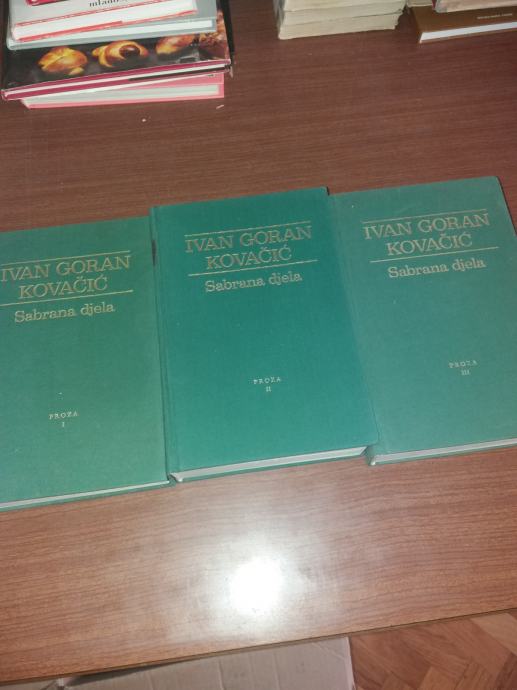 IVAN GORAN
KOVAČIĆ
Sabrana djela
PROZA
I
IVAN GORAN
KOVAČIĆ
Sabrana djela
PROZA
II
IVAN GORAN
KOVAČIĆ
Sabrana djela
PROZA
III